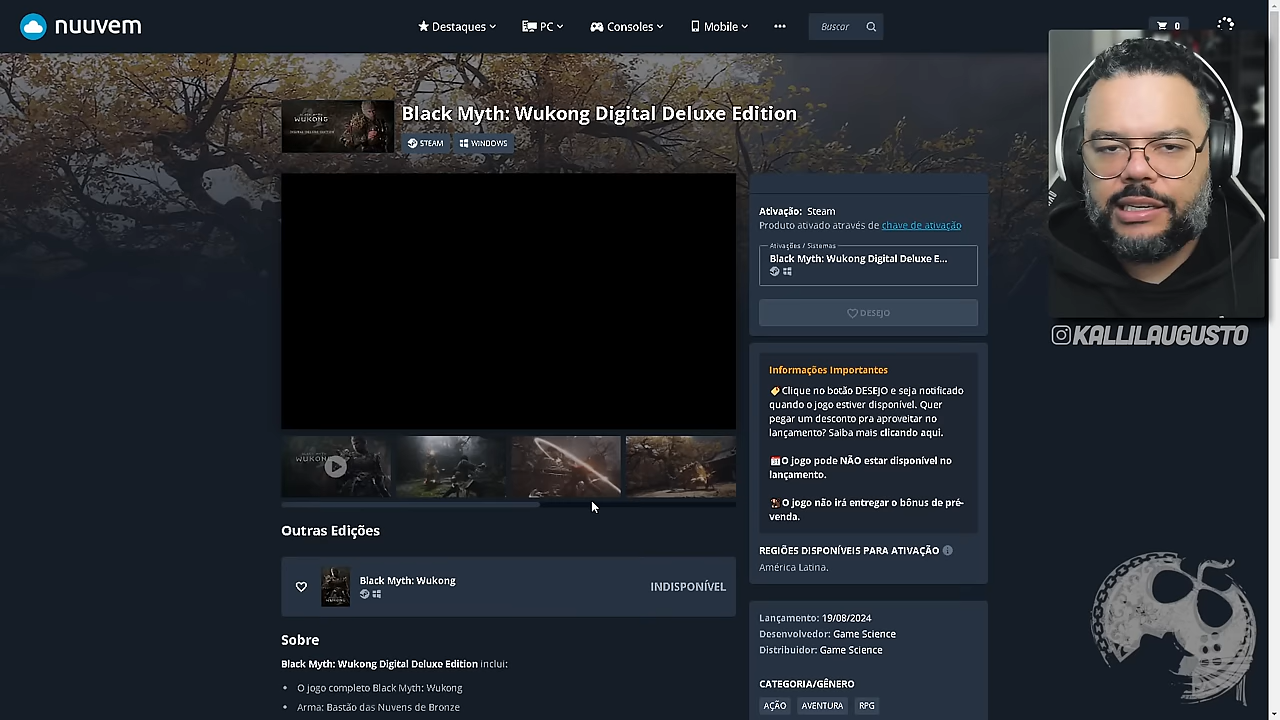 nuuvem
Destaques
PC
Consoles
Mobile
Buscar
0
WUKONG
DIGITAL DELUXE EDITION
Black Myth: Wukong Digital Deluxe Edition
STEAM
WINDOWS
Ativação: Steam
Produto ativado através de chave de ativação
Ativações / Sistemas
Black Myth: Wukong Digital Deluxe E...
DESEJO
Informações Importantes
Clique no botão DESEJO e seja notificado
quando o jogo estiver disponível. Quer
pegar um desconto pra aproveitar no
lançamento? Saiba mais clicando aqui.
O jogo pode NÃO estar disponível no
lançamento.
O jogo não irá entregar o bônus de pré-
venda.
REGIÕES DISPONÍVEIS PARA ATIVAÇÃO
América Latina.
WUKONG
Outras Edições
Black Myth: Wukong
INDISPONÍVEL
Sobre
Black Myth: Wukong Digital Deluxe Edition inclui:
• O jogo completo Black Myth: Wukong
• Arma: Bastão das Nuvens de Bronze
Lançamento: 19/08/2024
Desenvolvedor: Game Science
Distribuidor: Game Science
CATEGORIA/GÊNERO
AÇÃO
AVENTURA
RPG
KALLILAUGUSTO